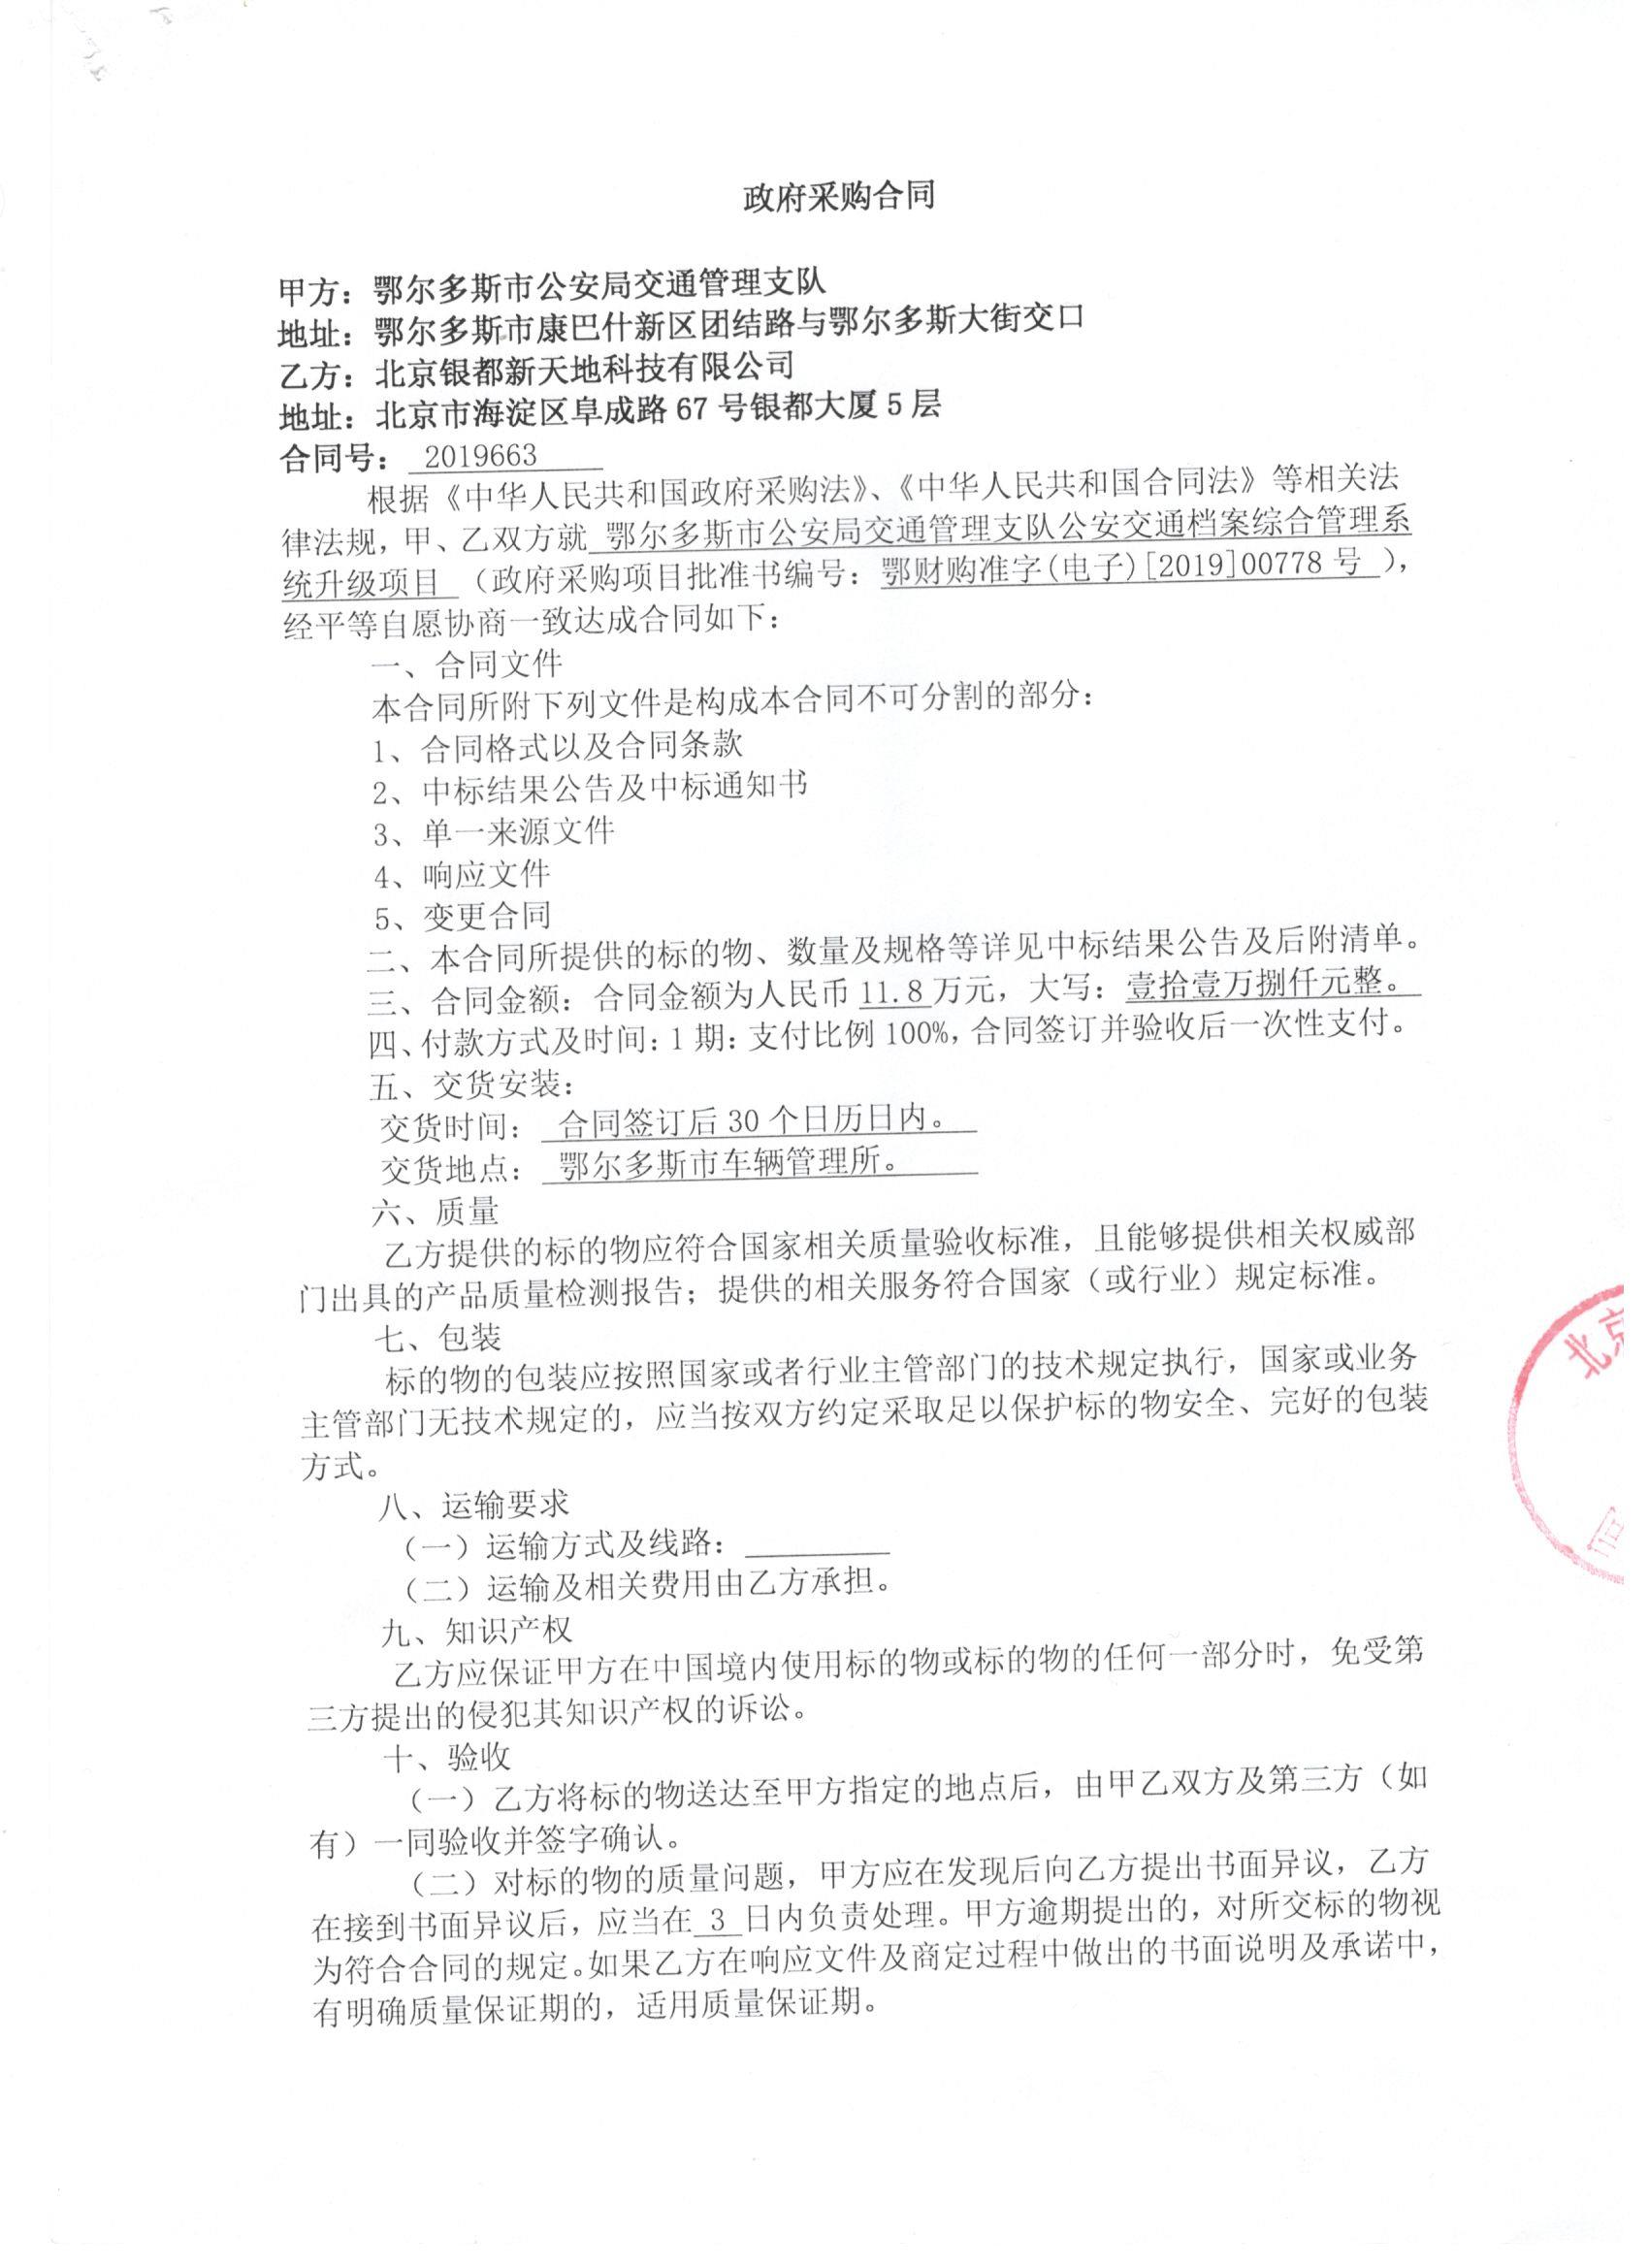 政府采购合同
甲方：鄂尔多斯市公安局交通管理支队
地址：鄂尔多斯市康巴什新区团结路与鄂尔多斯大街交口
乙方：北京银都新天地科技有限公司
地址：北京市海淀区阜成路 67 号银都大厦 5 层
合同号： 2019663
根据《中华人民共和国政府采购法》、《中华人民共和国合同法》等相关法
律法规，甲、乙双方就 鄂尔多斯市公安局交通管理支队公安交通档案综合管理系
统升级项目 （政府采购项目批准书编号：鄂财购准字(电子)[2019]00778 号 ），
经平等自愿协商一致达成合同如下：
一、合同文件
本合同所附下列文件是构成本合同不可分割的部分：
1、合同格式以及合同条款
2、中标结果公告及中标通知书
3、单一来源文件
4、响应文件
5、变更合同
二、本合同所提供的标的物、数量及规格等详见中标结果公告及后附清单。
三、合同金额：合同金额为人民币 11.8 万元，大写：壹拾壹万捌仟元整。
四、付款方式及时间：1 期：支付比例 100%，合同签订并验收后一次性支付。
五、交货安装：
交货时间： 合同签订后 30 个日历日内。
交货地点： 鄂尔多斯市车辆管理所。
六、质量
乙方提供的标的物应符合国家相关质量验收标准，且能够提供相关权威部
门出具的产品质量检测报告；提供的相关服务符合国家（或行业）规定标准。
七、包装
标的物的包装应按照国家或者行业主管部门的技术规定执行，国家或业务
主管部门无技术规定的，应当按双方约定采取足以保护标的物安全、完好的包装
方式。
八、运输要求
（一）运输方式及线路：
（二）运输及相关费用由乙方承担。
九、知识产权
乙方应保证甲方在中国境内使用标的物或标的物的任何一部分时，免受第
三方提出的侵犯其知识产权的诉讼。
十、验收
（一）乙方将标的物送达至甲方指定的地点后，由甲乙双方及第三方（如
有）一同验收并签字确认。
（二）对标的物的质量问题，甲方应在发现后向乙方提出书面异议，乙方
在接到书面异议后，应当在 3 日内负责处理。甲方逾期提出的，对所交标的物视
为符合合同的规定。如果乙方在响应文件及商定过程中做出的书面说明及承诺中，
有明确质量保证期的，适用质量保证期。
北京